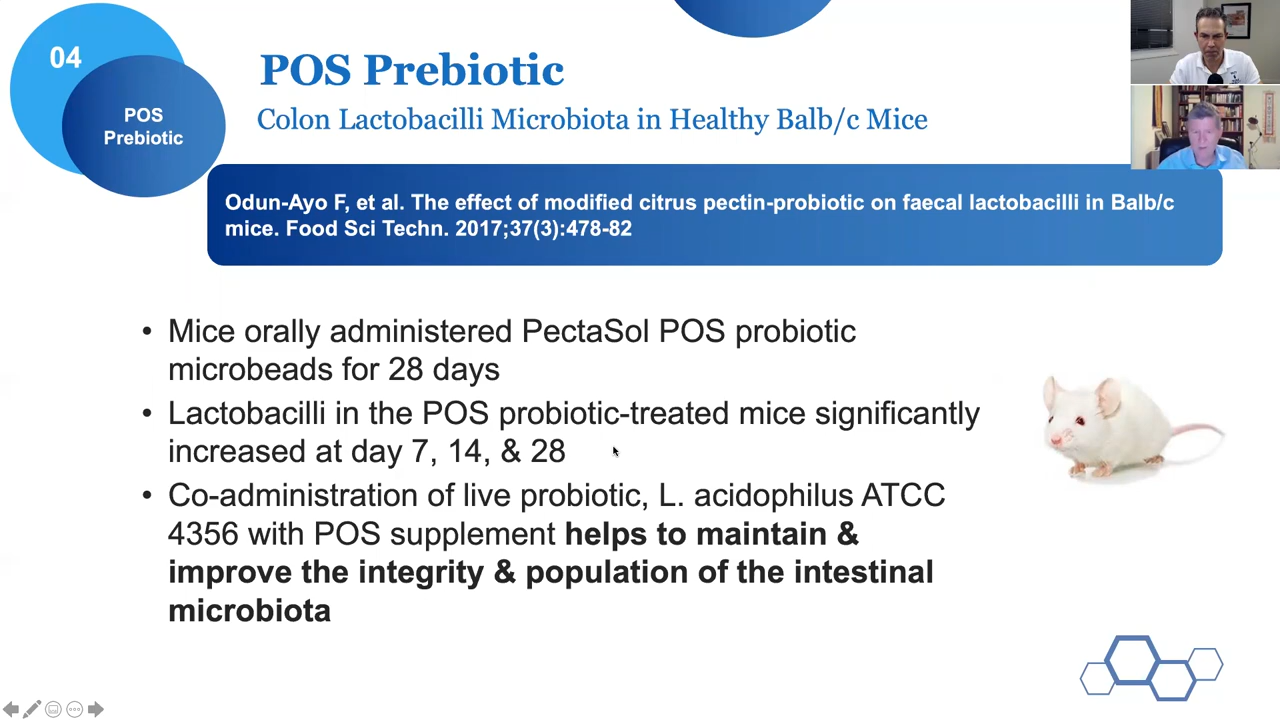 04
POS
Prebiotic
POS Prebiotic
Colon Lactobacilli Microbiota in Healthy Balb/c Mice
Odun-Ayo F, et al. The effect of modified citrus pectin-probiotic on faecal lactobacilli in Balb/c
mice. Food Sci Techn. 2017;37(3):478-82
• Mice orally administered PectaSol POS probiotic
microbeads for 28 days
• Lactobacilli in the POS probiotic-treated mice significantly
increased at day 7, 14, & 28
• Co-administration of live probiotic, L. acidophilus ATCC
4356 with POS supplement helps to maintain &
improve the integrity & population of the intestinal
microbiota